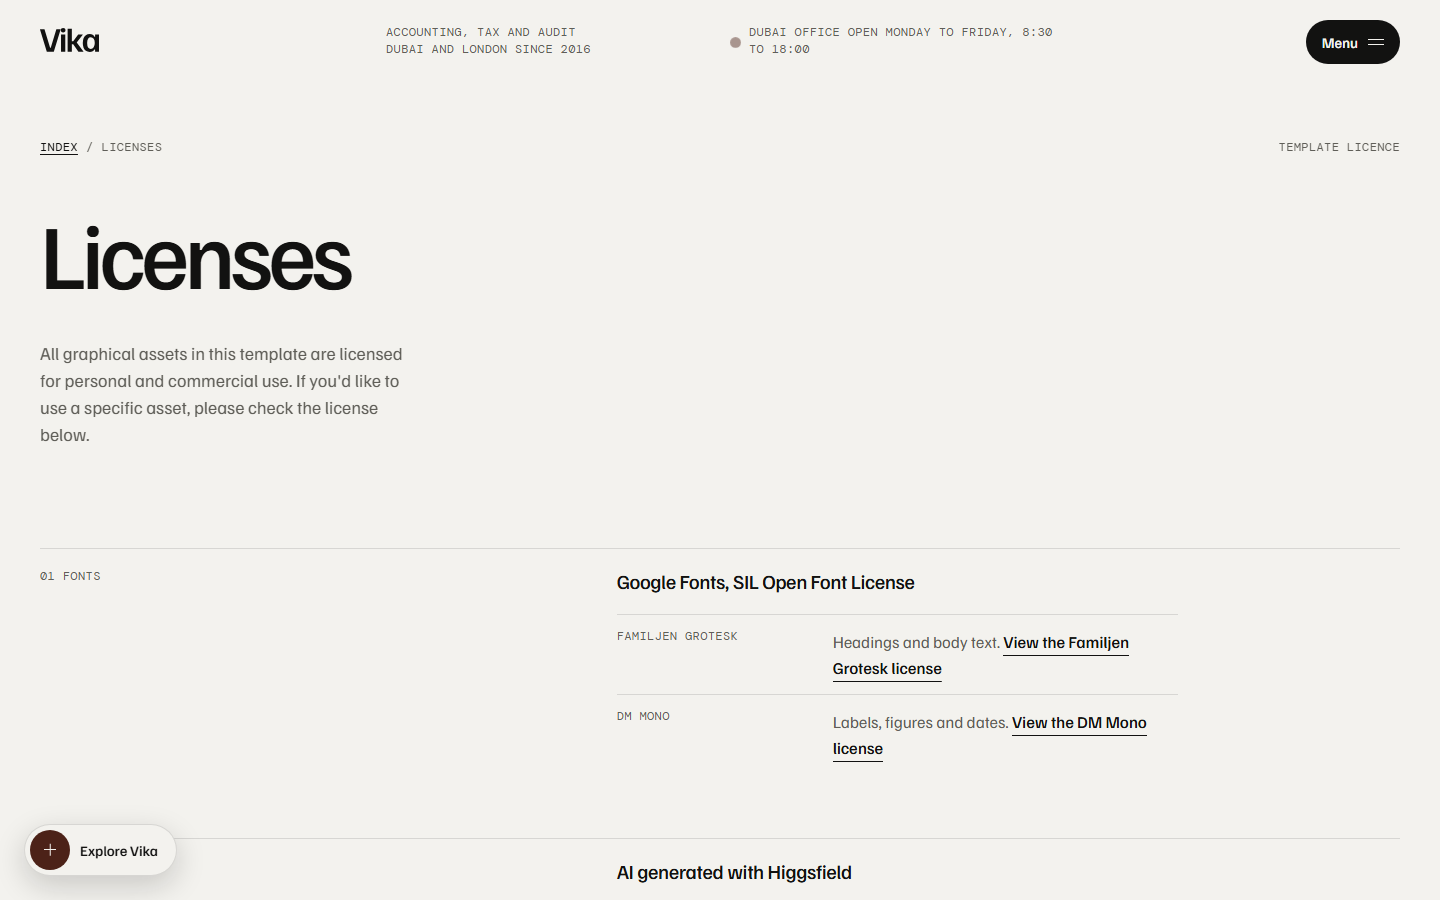 Vika
ACCOUNTING, TAX AND AUDIT
DUBAI AND LONDON SINCE 2016
DUBAI OFFICE OPEN MONDAY TO FRIDAY, 8:30
TO 18:00
Menu
INDEX / LICENSES
TEMPLATE LICENCE
Licenses
All graphical assets in this template are licensed
for personal and commercial use. If you'd like to
use a specific asset, please check the license
below.
01 FONTS
Google Fonts, SIL Open Font License
FAMILJEN GROTESK
Headings and body text. View the Familjen
Grotesk license
DM MONO
Labels, figures and dates. View the DM Mono
license
Explore Vika
AI generated with Higgsfield